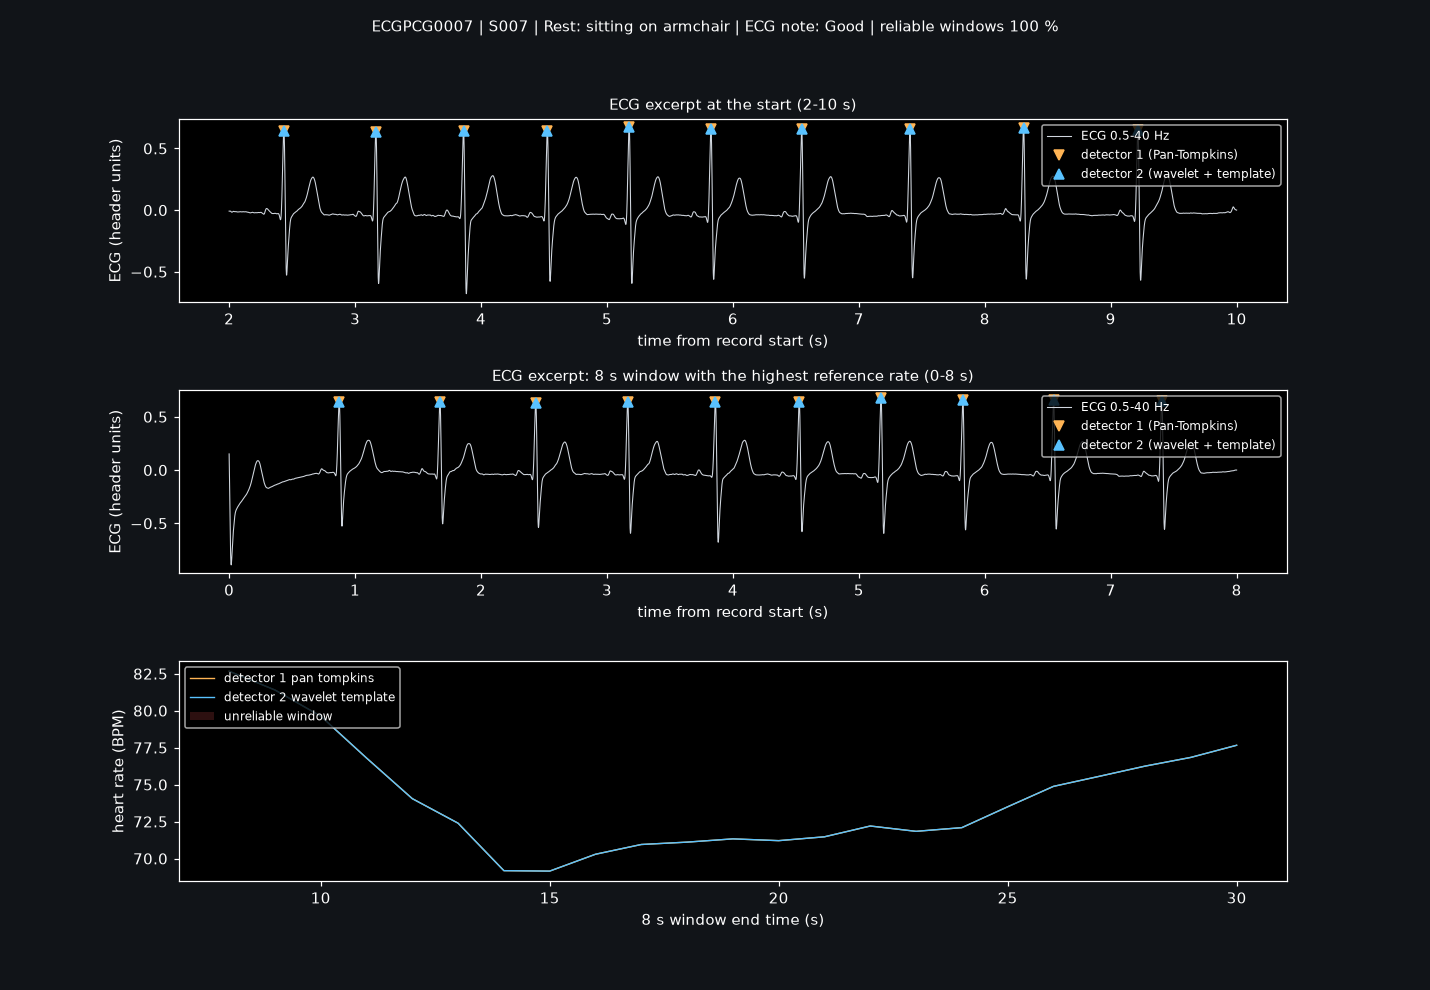 ECGPCG0007 | S007 | Rest: sitting on armchair | ECG note: Good | reliable windows 100 %
ECG excerpt at the start (2-10 s)
ECG (header units)
0.5
0.0
−0.5
ECG 0.5-40 Hz
detector 1 (Pan-Tompkins)
detector 2 (wavelet + template)
2 3 4 5 6 7 8 9 10
time from record start (s)
ECG excerpt: 8 s window with the highest reference rate (0-8 s)
ECG (header units)
0.5
0.0
−0.5
ECG 0.5-40 Hz
detector 1 (Pan-Tompkins)
detector 2 (wavelet + template)
0 1 2 3 4 5 6 7 8
time from record start (s)
heart rate (BPM)
82.5
80.0
77.5
75.0
72.5
70.0
detector 1 pan tompkins
detector 2 wavelet template
unreliable window
10 15 20 25 30
8 s window end time (s)